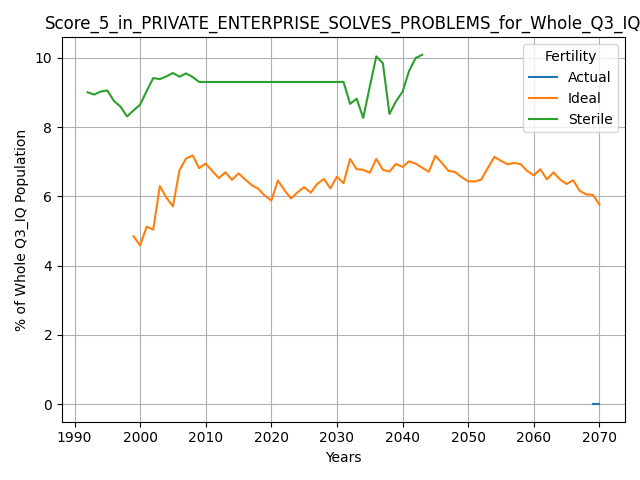 Score_5_in_PRIVATE_ENTERPRISE_SOLVES_PROBLEMS_for_Whole_Q3_IQ
Fertility
Actual
Ideal
Sterile
% of Whole Q3_IQ Population
10
8
6
4
2
0
1990 2000 2010 2020 2030 2040 2050 2060 2070
Years